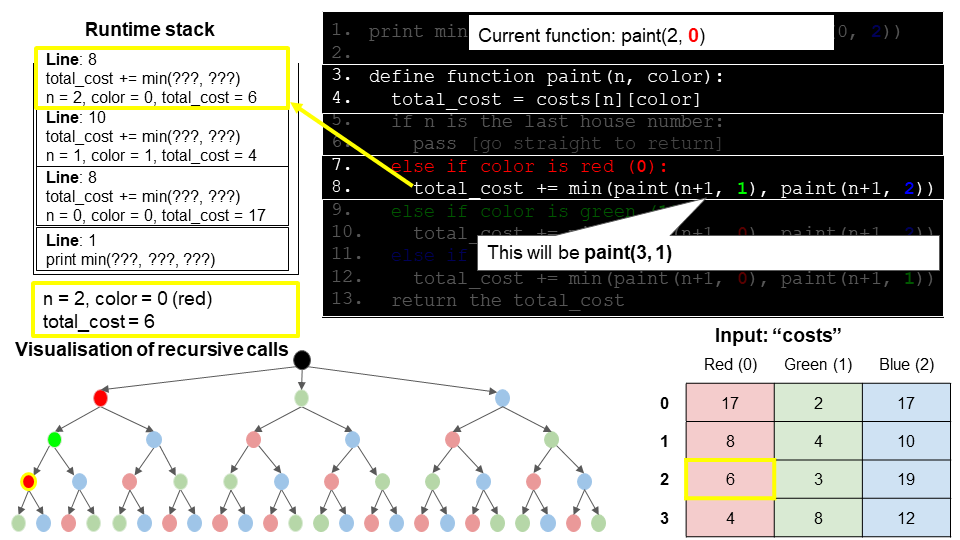 Runtime stack
Line: 8
total_cost += min(???, ???)
n = 2, color = 0, total_cost = 6
Line: 10
total_cost += min(???, ???)
n = 1, color = 1, total_cost = 4
Line: 8
total_cost += min(???, ???)
n = 0, color = 0, total_cost = 17
Line: 1
print min(???, ???, ???)
n = 2, color = 0 (red)
total_cost = 6
Current function: paint(2, 0)
1. print min 0, 2))
2.
3. define function paint(n, color):
4. total_cost = costs[n][color]
5. if n is the last house number:
6. pass [go straight to return]
7. else if color is red (0):
8. total_cost += min(paint(n+1, 1), paint(n+1, 2))
9. else if color is green
10. total_cost
11. else if
This will be paint(3, 1)
12. total_cost += min(paint(n+1, 0), paint(n+1, 1))
13. return the total_cost
Visualisation of recursive calls
Input: “costs”
Red (0) Green (1) Blue (2)
0 17 2 17
1 8 4 10
2 6 3 19
3 4 8 12